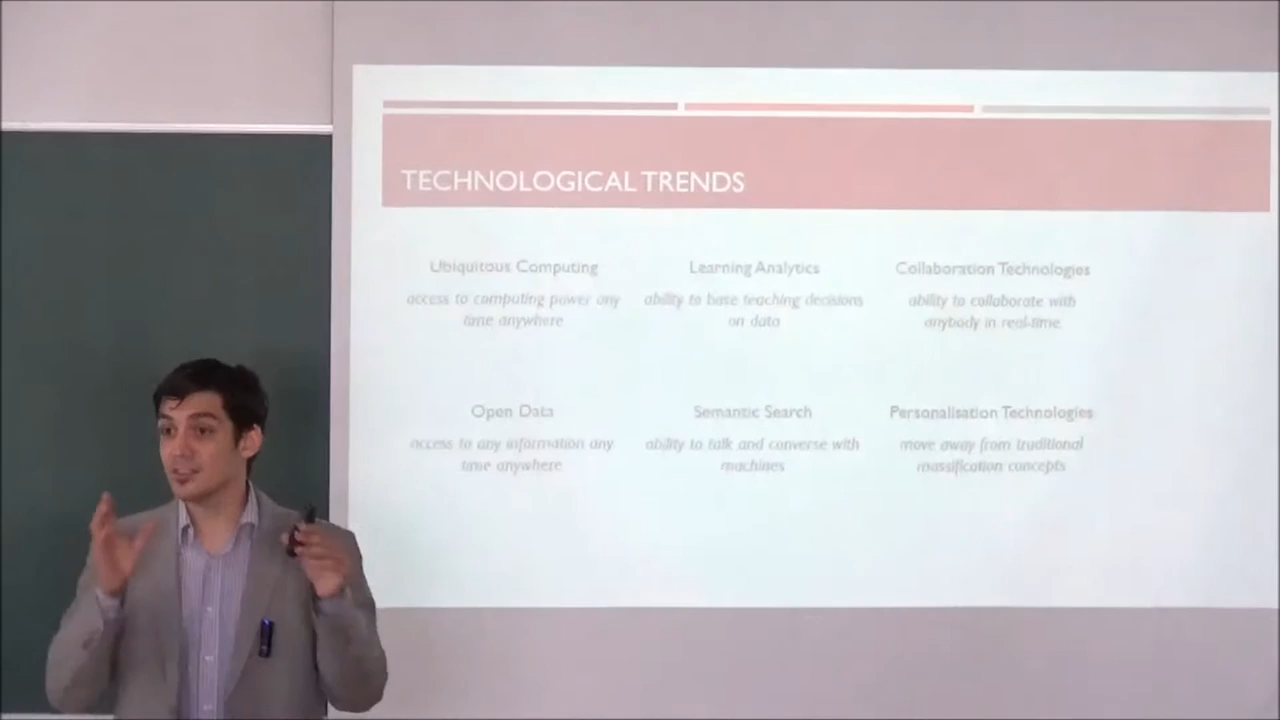 TECHNOLOGICAL TRENDS
Ubiquitous Computing
access to computing power any
time anywhere
Learning Analytics
ability to base teaching decisions
on data
Collaboration Technologies
ability to collaborate with
anybody in real-time
Open Data
access to any information any
time anywhere
Semantic Search
ability to talk and converse with
machines
Personalisation Technologies
move away from traditional
massification concepts